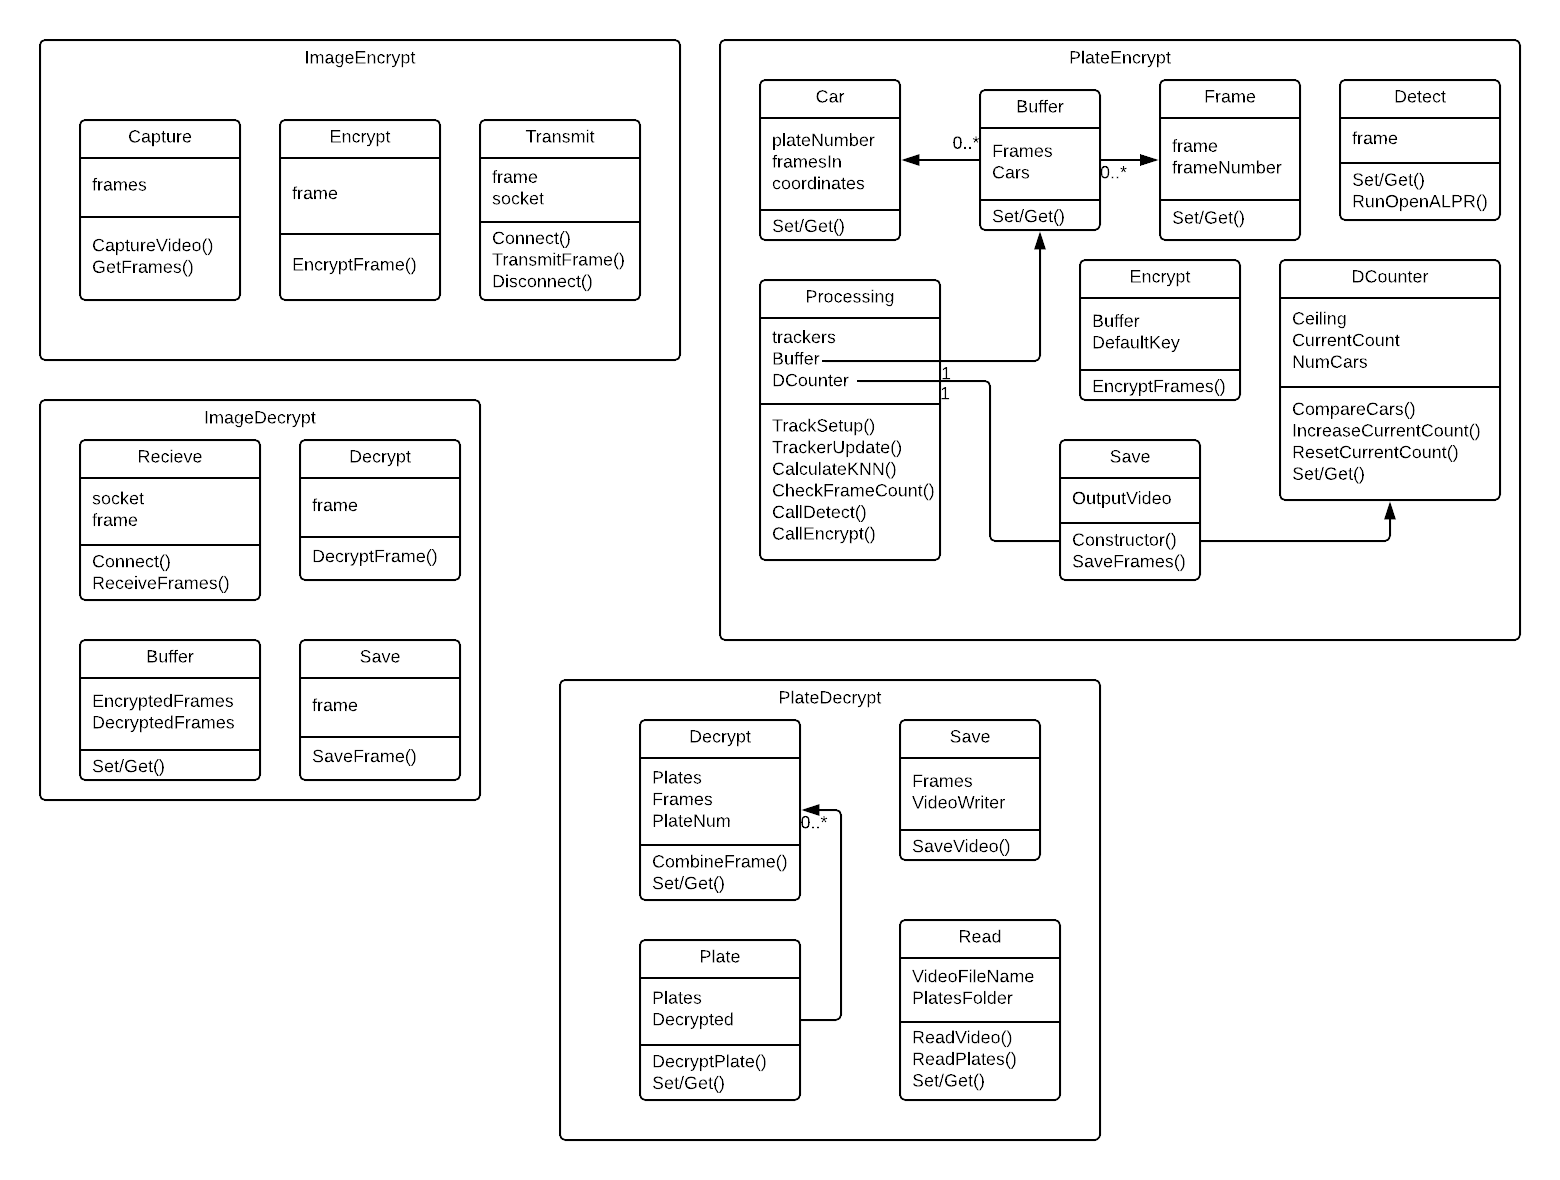 ImageEncrypt
Capture
frames
CaptureVideo()
GetFrames()
Encrypt
frame
EncryptFrame()
Transmit
frame
socket
Connect()
TransmitFrame()
Disconnect()
PlateEncrypt
Car
plateNumber
framesIn
coordinates
Set/Get()
0..*
Buffer
Frames
Cars
Set/Get()
0..*
Frame
frame
frameNumber
Set/Get()
Detect
frame
Set/Get()
RunOpenALPR()
Processing
trackers
Buffer
DCounter
1
1
TrackSetup()
TrackerUpdate()
CalculateKNN()
CheckFrameCount()
CallDetect()
CallEncrypt()
Encrypt
Buffer
DefaultKey
EncryptFrames()
DCounter
Ceiling
CurrentCount
NumCars
CompareCars()
IncreaseCurrentCount()
ResetCurrentCount()
Set/Get()
Save
OutputVideo
Constructor()
SaveFrames()
ImageDecrypt
Recieve
socket
frame
Connect()
ReceiveFrames()
Decrypt
frame
DecryptFrame()
Buffer
EncryptedFrames
DecryptedFrames
Set/Get()
Save
frame
SaveFrame()
PlateDecrypt
Decrypt
Plates
Frames
PlateNum
0..*
CombineFrame()
Set/Get()
Save
Frames
VideoWriter
SaveVideo()
Plate
Plates
Decrypted
DecryptPlate()
Set/Get()
Read
VideoFileName
PlatesFolder
ReadVideo()
ReadPlates()
Set/Get()